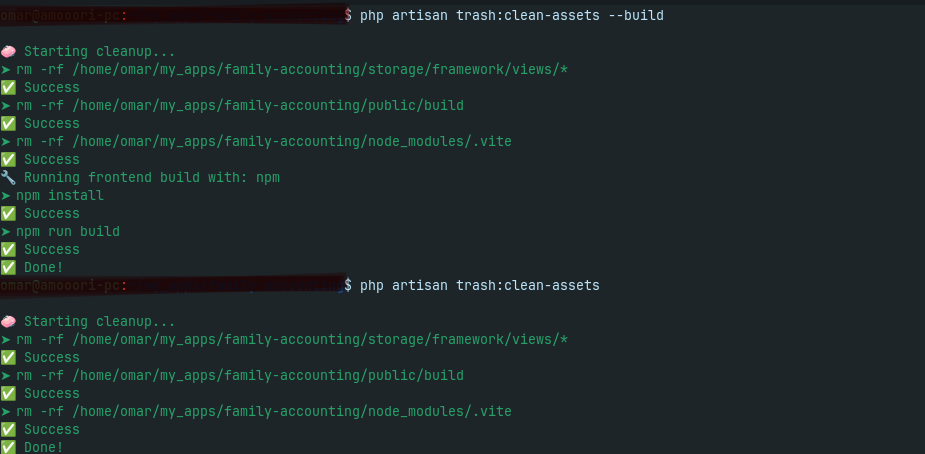 omar@amooori-pc: $ php artisan trash:clean-assets --build
🧼 Starting cleanup...
➤ rm -rf /home/omar/my_apps/family-accounting/storage/framework/views/*
✅ Success
➤ rm -rf /home/omar/my_apps/family-accounting/public/build
✅ Success
➤ rm -rf /home/omar/my_apps/family-accounting/node_modules/.vite
✅ Success
🔧 Running frontend build with: npm
➤ npm install
✅ Success
➤ npm run build
✅ Success
✅ Done!
omar@amooori-pc: $ php artisan trash:clean-assets
🧼 Starting cleanup...
➤ rm -rf /home/omar/my_apps/family-accounting/storage/framework/views/*
✅ Success
➤ rm -rf /home/omar/my_apps/family-accounting/public/build
✅ Success
➤ rm -rf /home/omar/my_apps/family-accounting/node_modules/.vite
✅ Success
✅ Done!